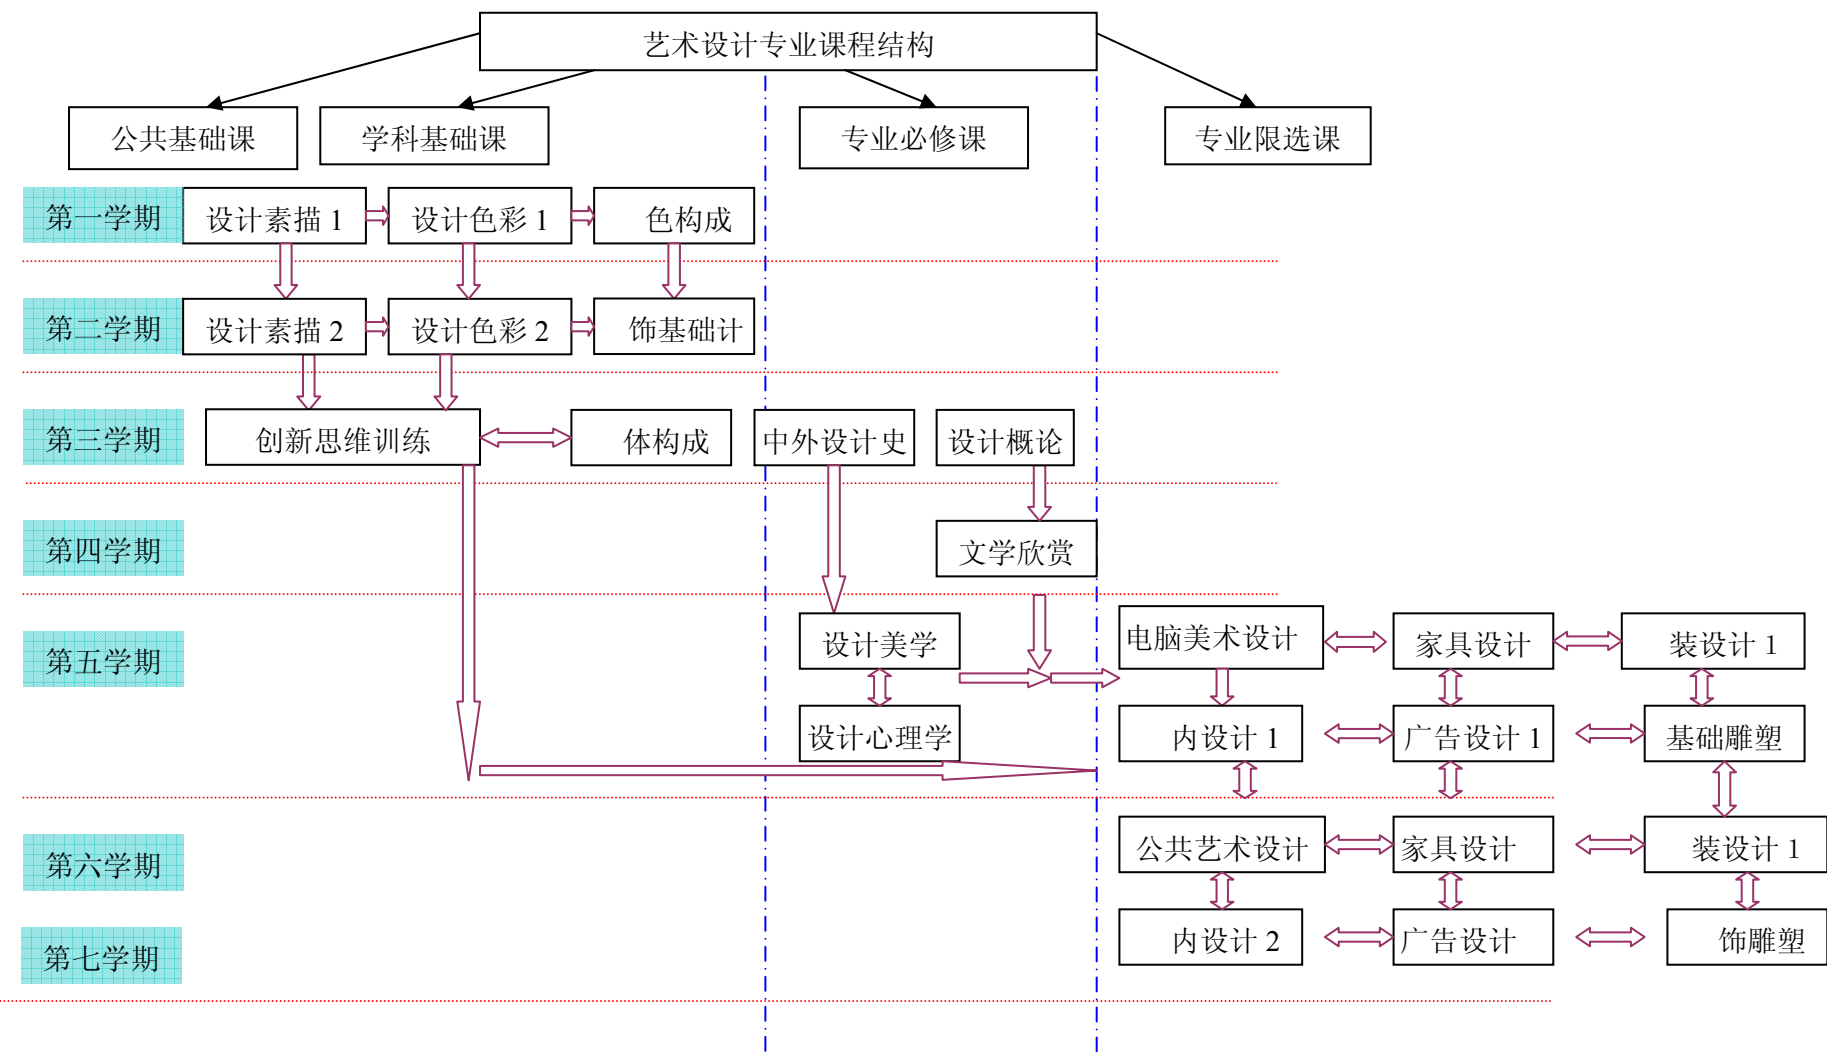 艺术设计专业课程结构
公共基础课
学科基础课
专业必修课
专业限选课
第一学期
设计素描 1
设计色彩 1
色构成
第二学期
设计素描 2
设计色彩 2
饰基础计
第三学期
创新思维训练
体构成
中外设计史
设计概论
第四学期
文学欣赏
第五学期
设计美学
电脑美术设计
家具设计
装设计 1
设计心理学
内设计 1
广告设计 1
基础雕塑
第六学期
公共艺术设计
家具设计
装设计 1
第七学期
内设计 2
广告设计
饰雕塑